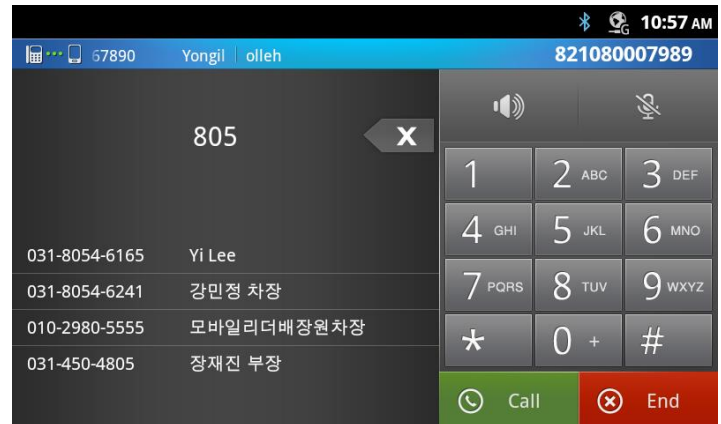 G 10:57 AM
67890 Yongil olleh 821080007989
805 X
1 2 ABC 3 DEF
4 GHI 5 JKL 6 MNO
7 PQRS 8 TUV 9 WXYZ
* 0 + #
Call End
031-8054-6165 Yi Lee
031-8054-6241 강민정 차장
010-2980-5555 모바일리더배장원차장
031-450-4805 장재진 부장